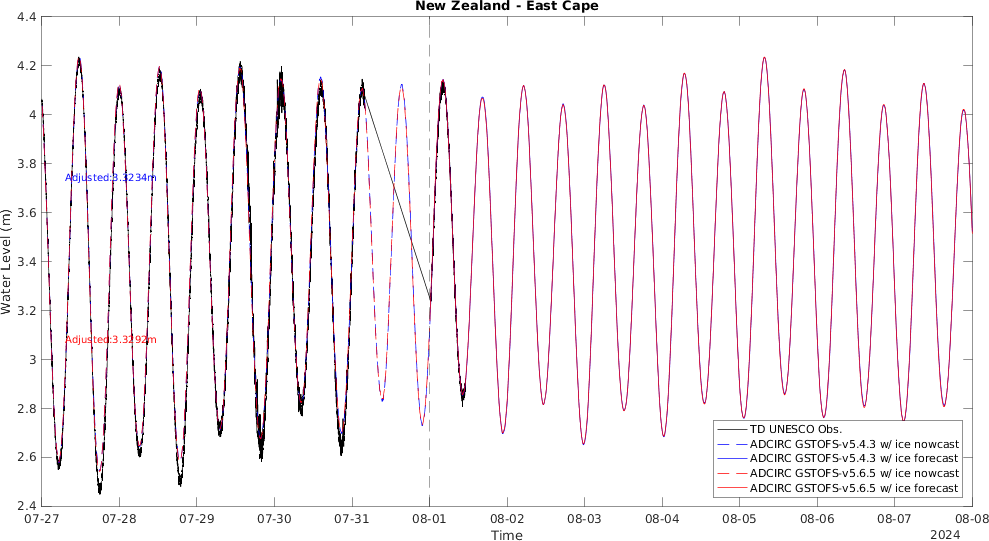 New Zealand - East Cape
4.4
4.2
4
3.8
3.6
3.4
3.2
3
2.8
2.6
2.4
Water Level (m)
Adjusted:3.3234m
Adjusted:3.3292m
TD UNESCO Obs.
ADCIRC GSTOFS-v5.4.3 w/ ice nowcast
ADCIRC GSTOFS-v5.4.3 w/ ice forecast
ADCIRC GSTOFS-v5.6.5 w/ ice nowcast
ADCIRC GSTOFS-v5.6.5 w/ ice forecast
07-27 07-28 07-29 07-30 07-31 08-01 08-02 08-03 08-04 08-05 08-06 08-07 08-08
Time
2024